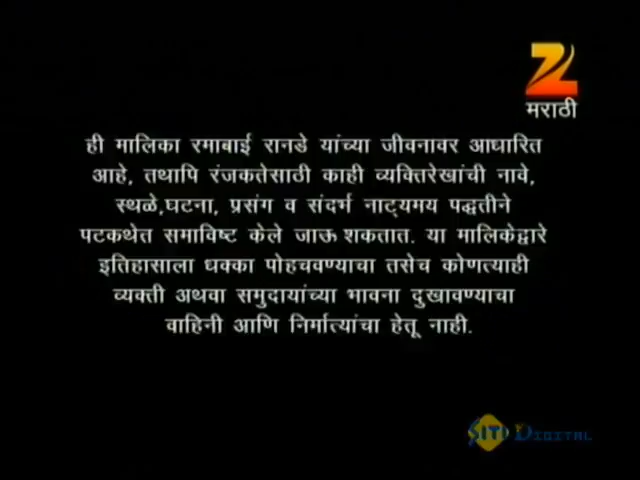 Z
मराठी
ही मालिका रमाबाई रानडे यांच्या जीवनावर आधारित
आहे, तथापि रंजकतेसाठी काही व्यक्तिरेखांची नावे,
स्थळे,घटना, प्रसंग व संदर्भ नाट्यमय पद्धतीने
पटकथेत समाविष्ट केले जाऊ शकतात. या मालिकेद्वारे
इतिहासाला धक्का पोहचवण्याचा तसेच कोणत्याही
व्यक्ती अथवा समुदायांच्या भावना दुखावण्याचा
वाहिनी आणि निर्मात्यांचा हेतू नाही.
SITI DIGITAL